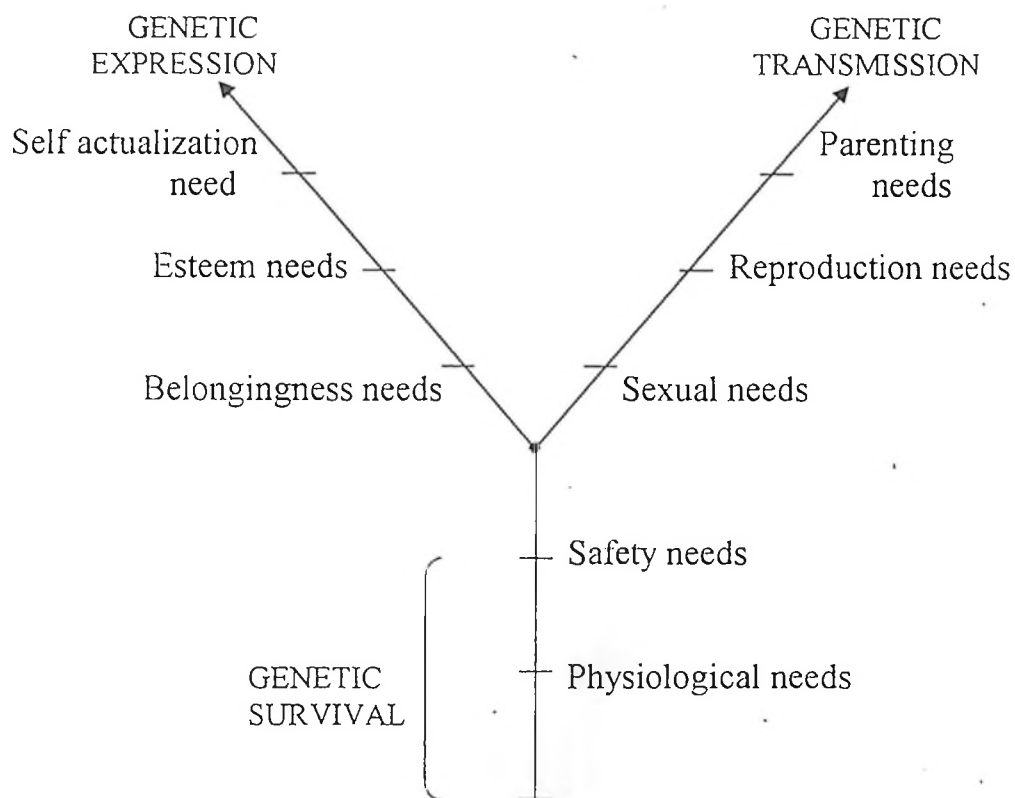 GENETIC
EXPRESSION
GENETIC
TRANSMISSION
Self actualization
need
Parenting
needs
Esteem needs
Reproduction needs
Belongingness needs
Sexual needs
Safety needs
GENETIC
SURVIVAL
Physiological needs